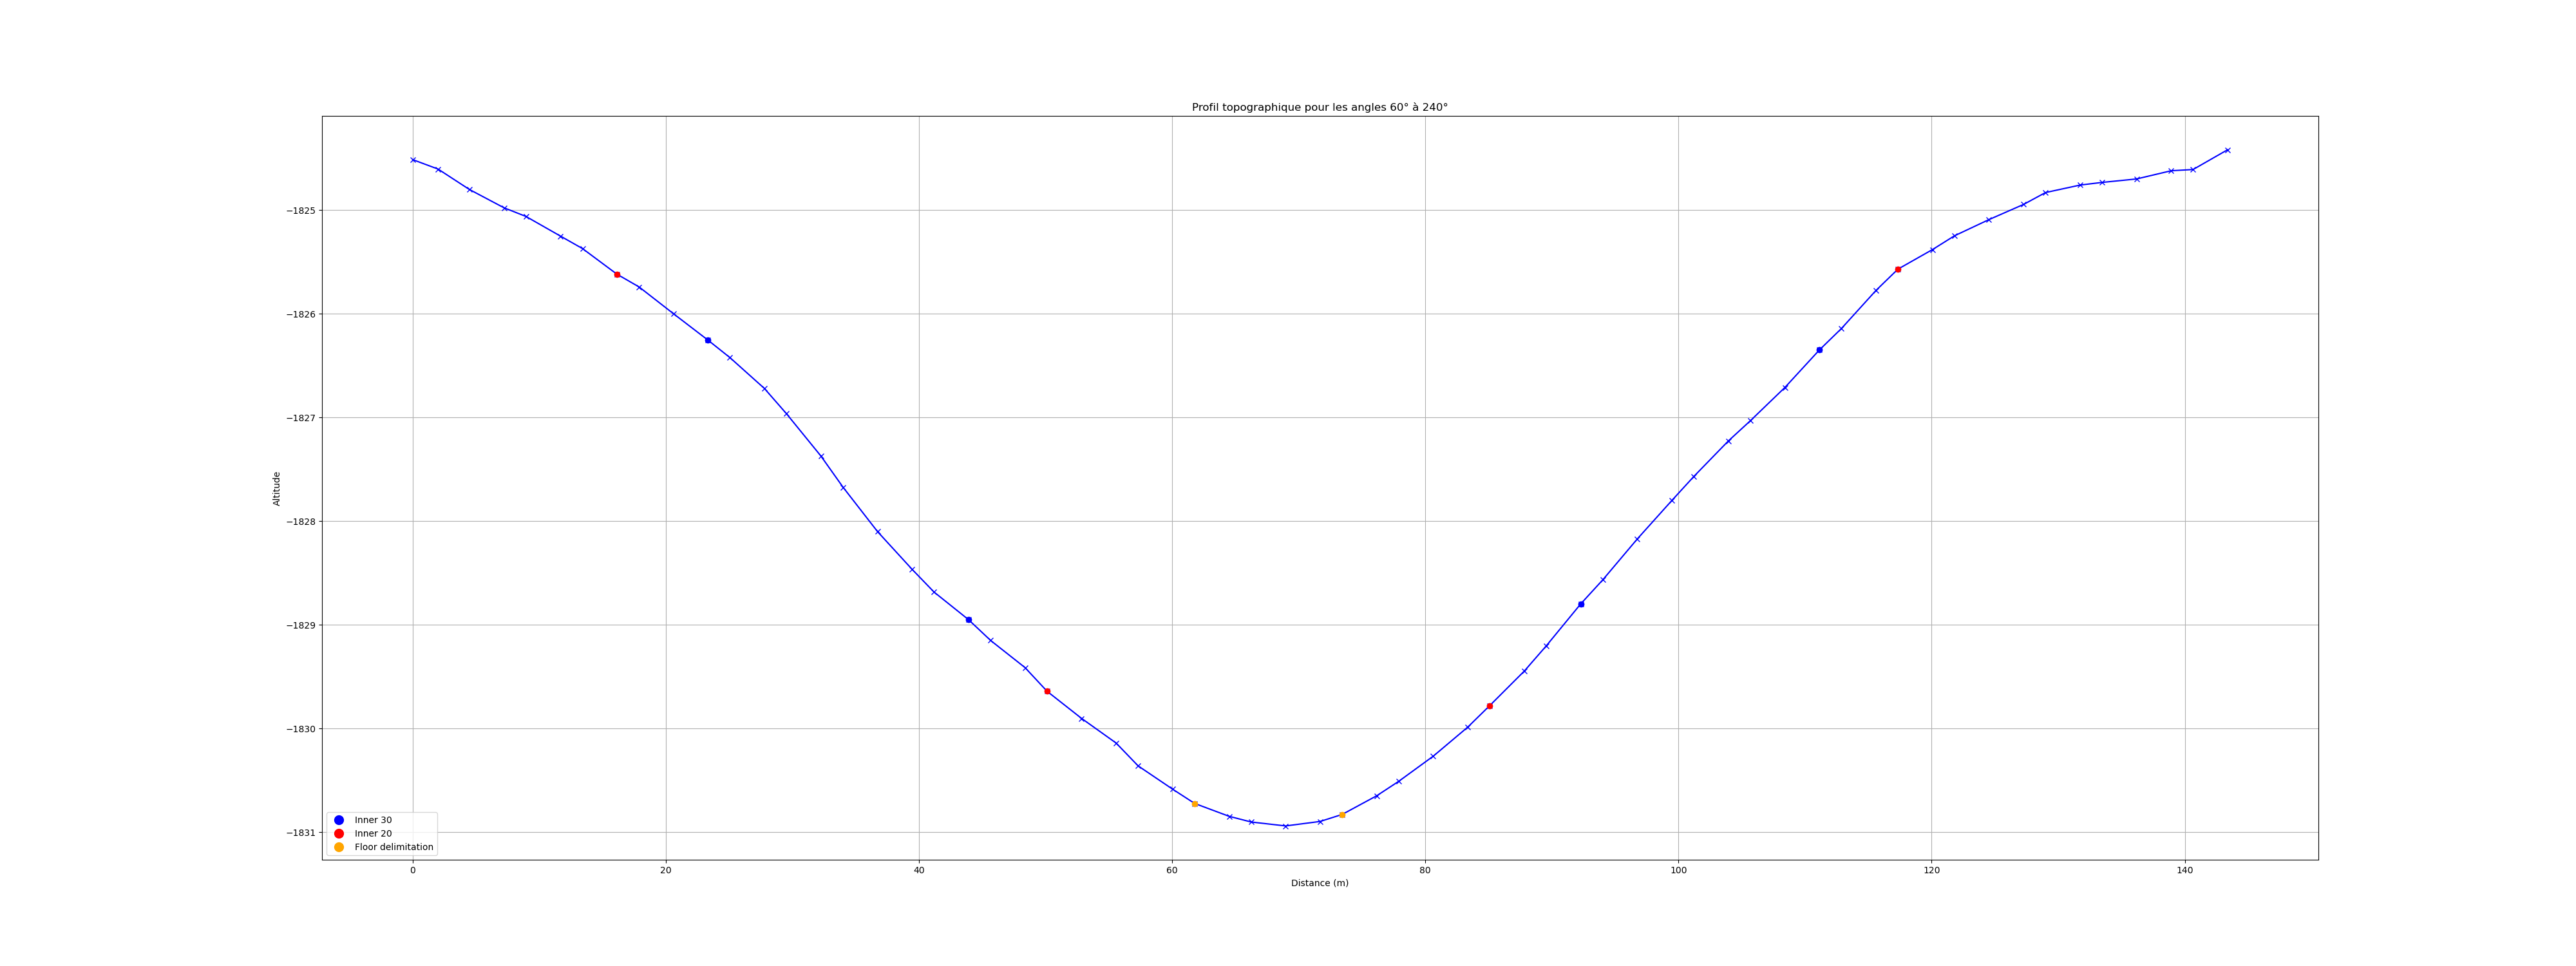 Profil topographique pour les angles 60° à 240°
Altitude
−1825
−1826
−1827
−1828
−1829
−1830
−1831
Inner 30
Inner 20
Floor delimitation
0 20 40 60 80 100 120 140
Distance (m)